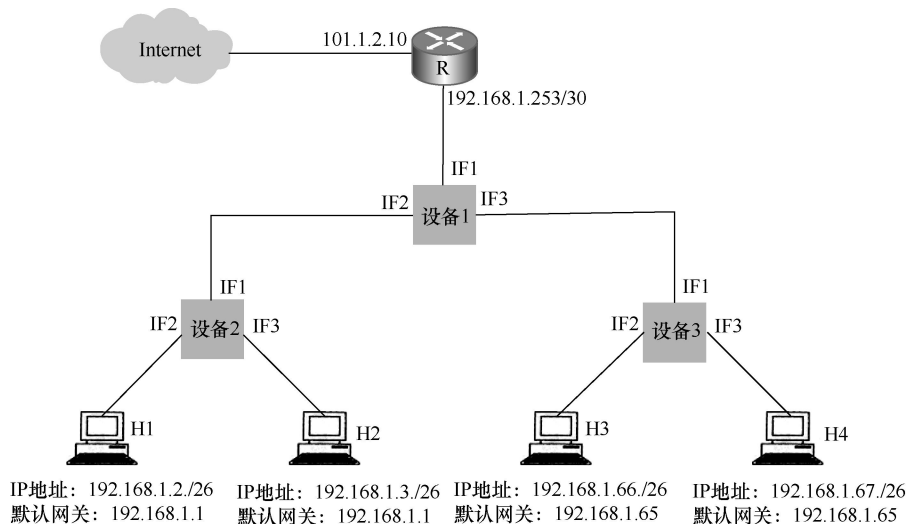 Internet
101.1.2.10
R
192.168.1.253/30
IF1
IF2
IF3
设备1
IF1
IF2
设备2
IF3
IF1
IF2
设备3
IF3
H1
H2
H3
H4
IP地址：192.168.1.2./26
默认网关：192.168.1.1
IP地址：192.168.1.3./26
默认网关：192.168.1.1
IP地址：192.168.1.66./26
默认网关：192.168.1.65
IP地址：192.168.1.67./26
默认网关：192.168.1.65